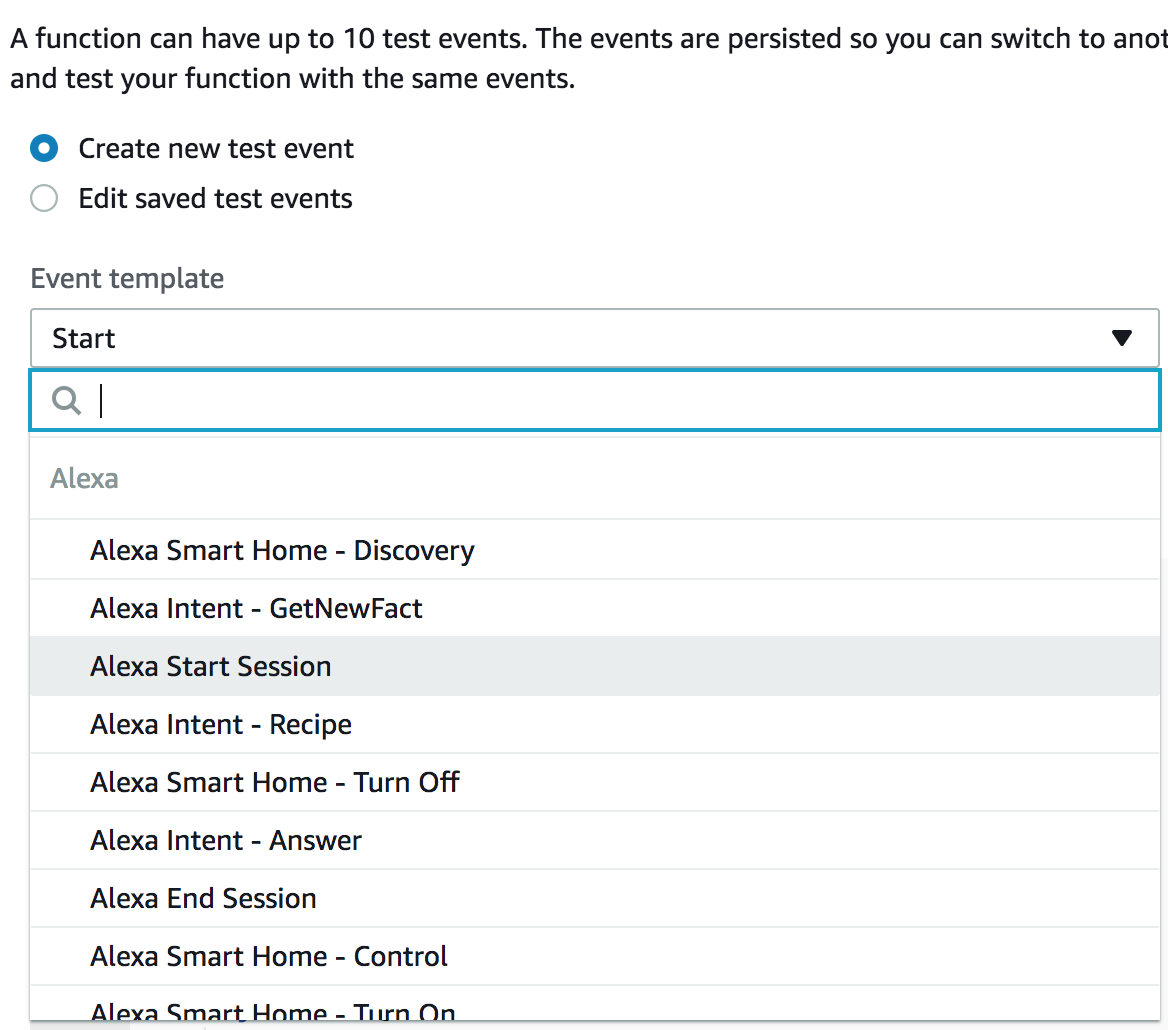 A function can have up to 10 test events. The events are persisted so you can switch to
and test your function with the same events.
Create new test event
Edit saved test events
Event template
Start
Alexa
Alexa Smart Home - Discovery
Alexa Intent - GetNewFact
Alexa Start Session
Alexa Intent - Recipe
Alexa Smart Home - Turn Off
Alexa Intent - Answer
Alexa End Session
Alexa Smart Home - Control
Alexa Smart Home - Turn On